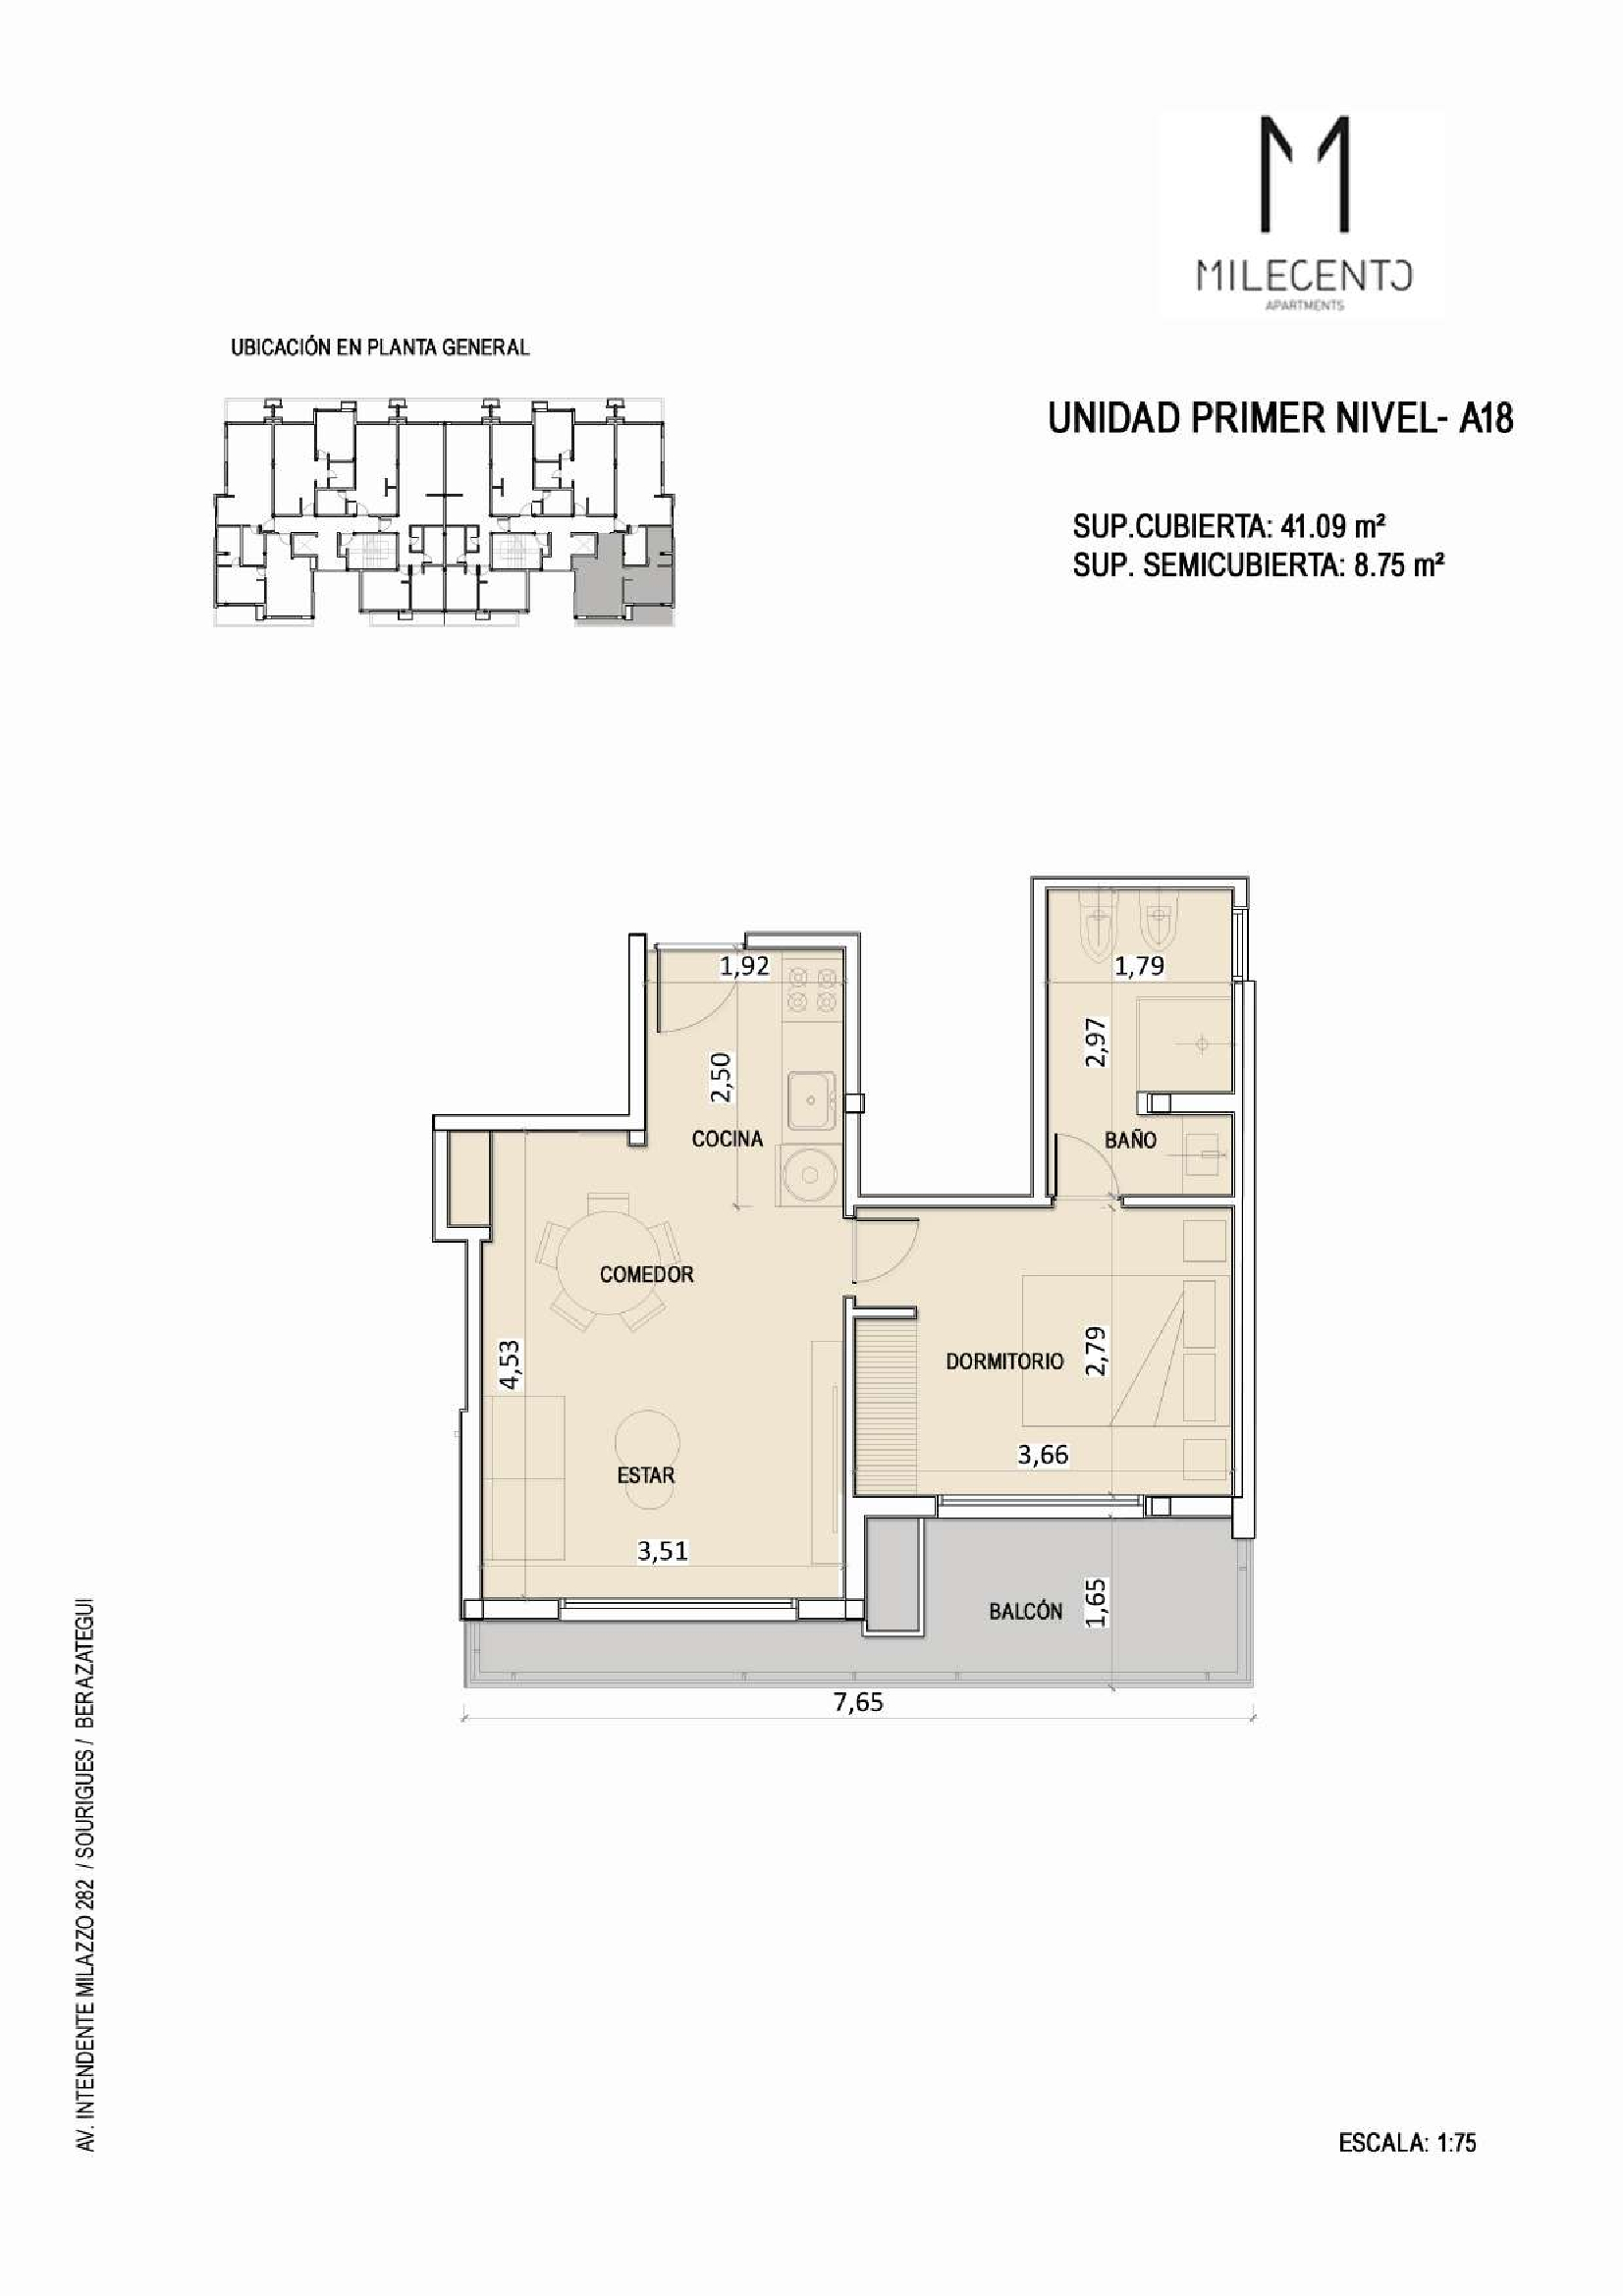 MILECENTO
APARTMENTS
UBICACIÓN EN PLANTA GENERAL
UNIDAD PRIMER NIVEL- A18
SUP.CUBIERTA: 41.09 m²
SUP. SEMICUBIERTA: 8.75 m²
1,92
1,79
2,97
2,50
COCINA
BAÑO
COMEDOR
4,53
DORMITORIO
2,79
3,66
ESTAR
3,51
BALCÓN
1,65
7,65
AV. INTENDENTE MILAZZO 282 / SOURIGUES / BERAZATEGUI
ESCALA: 1:75